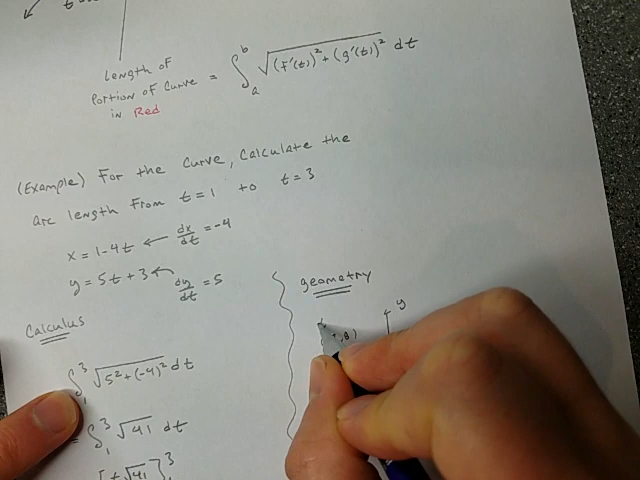 Length of
Portion of Curve = ∫ₐᵇ √((f'(t))² + (g'(t))²) dt
in Red
(Example) For the Curve, Calculate the
arc length From t=1 to t=3
x = 1-4t ← dx/dt = -4
y = 5t+3 ← dy/dt = 5
Calculus
∫₁³ √(5²+(-4)²) dt
= ∫₁³ √41 dt
[t√41]₁³
geometry
y